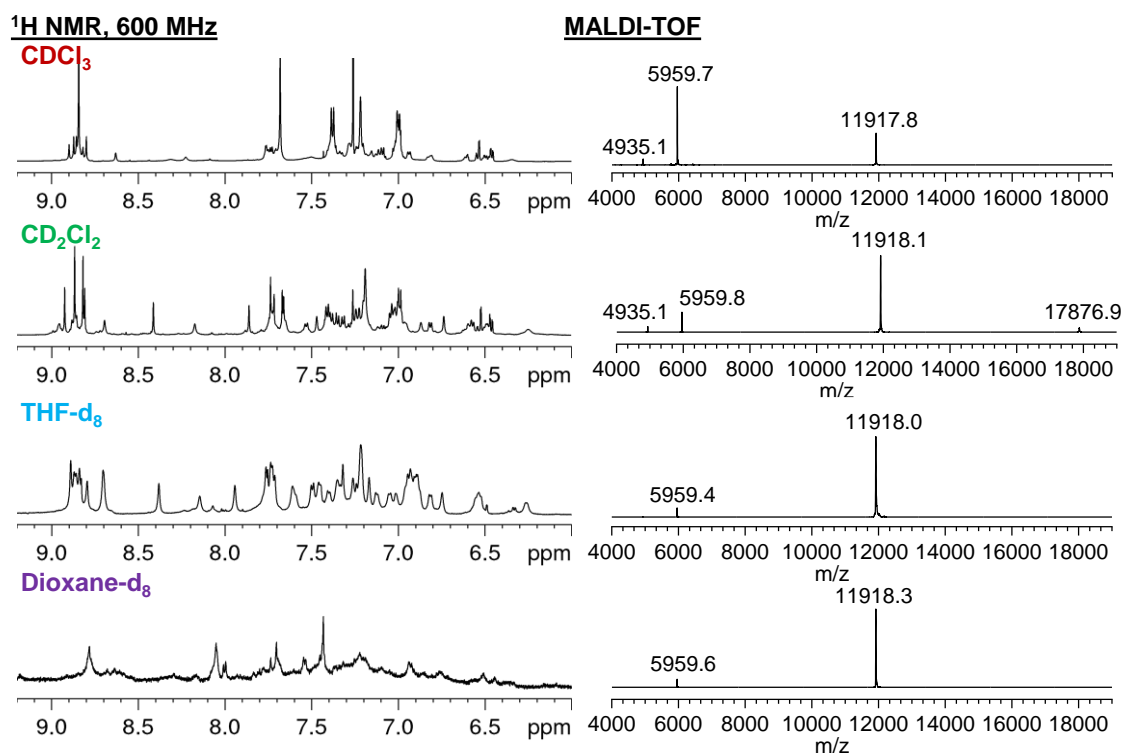 ¹H NMR, 600 MHz
MALDI-TOF
CDCl₃
5959.7
11917.8
4935.1
9.0 8.5 8.0 7.5 7.0 6.5 ppm
4000 6000 8000 10000 12000 14000 16000 18000
m/z
CD₂Cl₂
11918.1
4935.1 5959.8 17876.9
9.0 8.5 8.0 7.5 7.0 6.5 ppm
4000 6000 8000 10000 12000 14000 16000 18000
m/z
THF-d₈
11918.0
5959.4
9.0 8.5 8.0 7.5 7.0 6.5 ppm
4000 6000 8000 10000 12000 14000 16000 18000
m/z
Dioxane-d₈
11918.3
5959.6
9.0 8.5 8.0 7.5 7.0 6.5 ppm
4000 6000 8000 10000 12000 14000 16000 18000
m/z